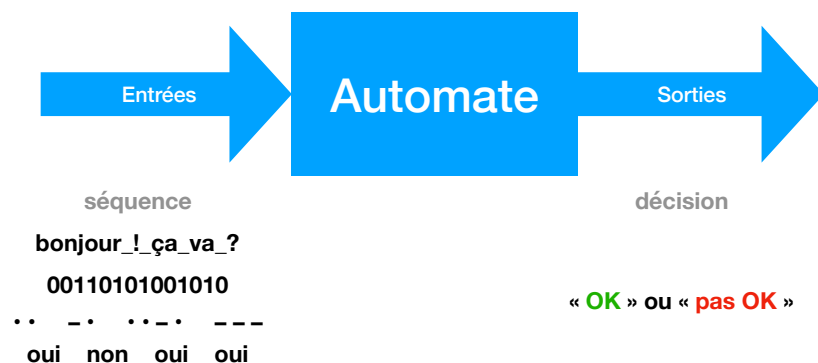 Entrées
Automate
Sorties
séquence
décision
bonjour_!_ça_va_?
00110101001010
•• –• ••–• –––
oui non oui oui
« OK » ou « pas OK »